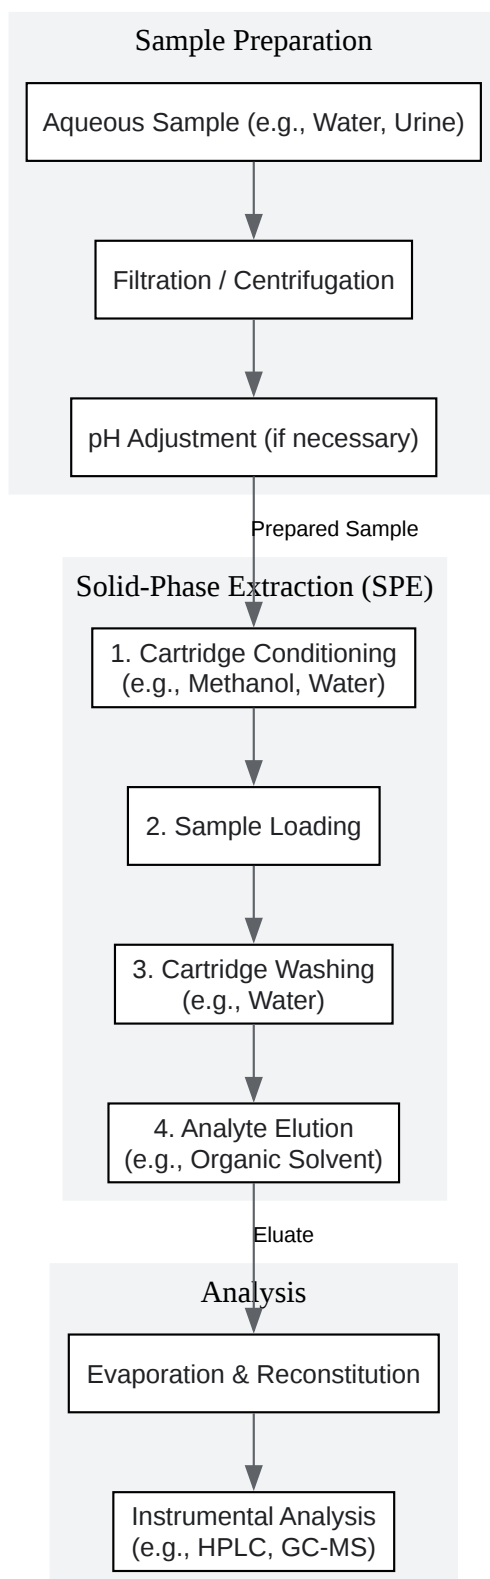 Sample Preparation
Aqueous Sample (e.g., Water, Urine)
Filtration / Centrifugation
pH Adjustment (if necessary)
Prepared Sample
Solid-Phase Extraction (SPE)
1. Cartridge Conditioning
(e.g., Methanol, Water)
2. Sample Loading
3. Cartridge Washing
(e.g., Water)
4. Analyte Elution
(e.g., Organic Solvent)
Eluate
Analysis
Evaporation & Reconstitution
Instrumental Analysis
(e.g., HPLC, GC-MS)